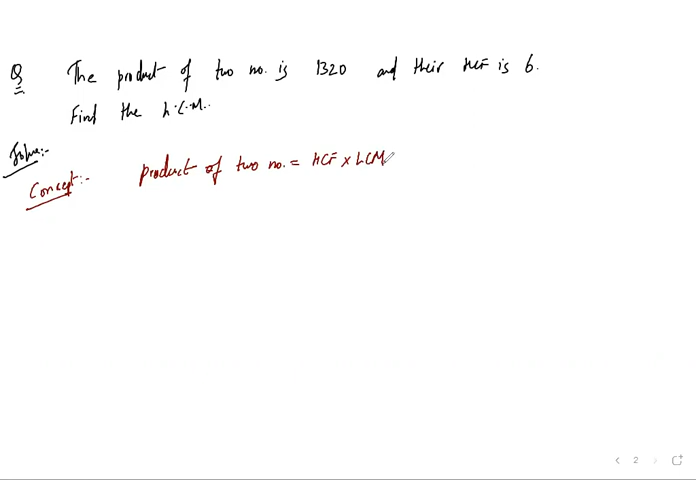 Q The product of two no. is 1320 and their HCF is 6.
Find the L.C.M.
Solve:-
Concept:- product of two no. = HCF x LCM
2